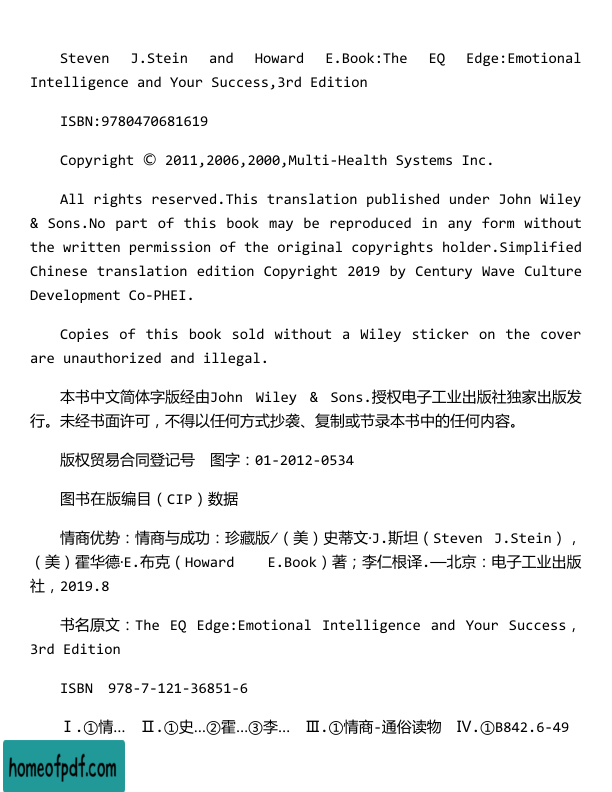 Steven J.Stein and Howard E.Book:The EQ Edge:Emotional
Intelligence and Your Success,3rd Edition
ISBN:9780470681619
Copyright © 2011,2006,2000,Multi-Health Systems Inc.
All rights reserved.This translation published under John Wiley
& Sons.No part of this book may be reproduced in any form without
the written permission of the original copyrights holder.Simplified
Chinese translation edition Copyright 2019 by Century Wave Culture
Development Co-PHEI.
Copies of this book sold without a Wiley sticker on the cover
are unauthorized and illegal.
本书中文简体字版经由John Wiley & Sons.授权电子工业出版社独家出版发
行。未经书面许可，不得以任何方式抄袭、复制或节录本书中的任何内容。
版权贸易合同登记号　图字：01-2012-0534
图书在版编目（CIP）数据
情商优势：情商与成功：珍藏版/（美）史蒂文·J.斯坦（Steven J.Stein），
（美）霍华德·E.布克（Howard E.Book）著；李仁根译.—北京：电子工业出版
社，2019.8
书名原文：The EQ Edge:Emotional Intelligence and Your Success，
3rd Edition
ISBN 978-7-121-36851-6
Ⅰ.①情… Ⅱ.①史…②霍…③李… Ⅲ.①情商-通俗读物 Ⅳ.①B842.6-49
homeofpdf.com